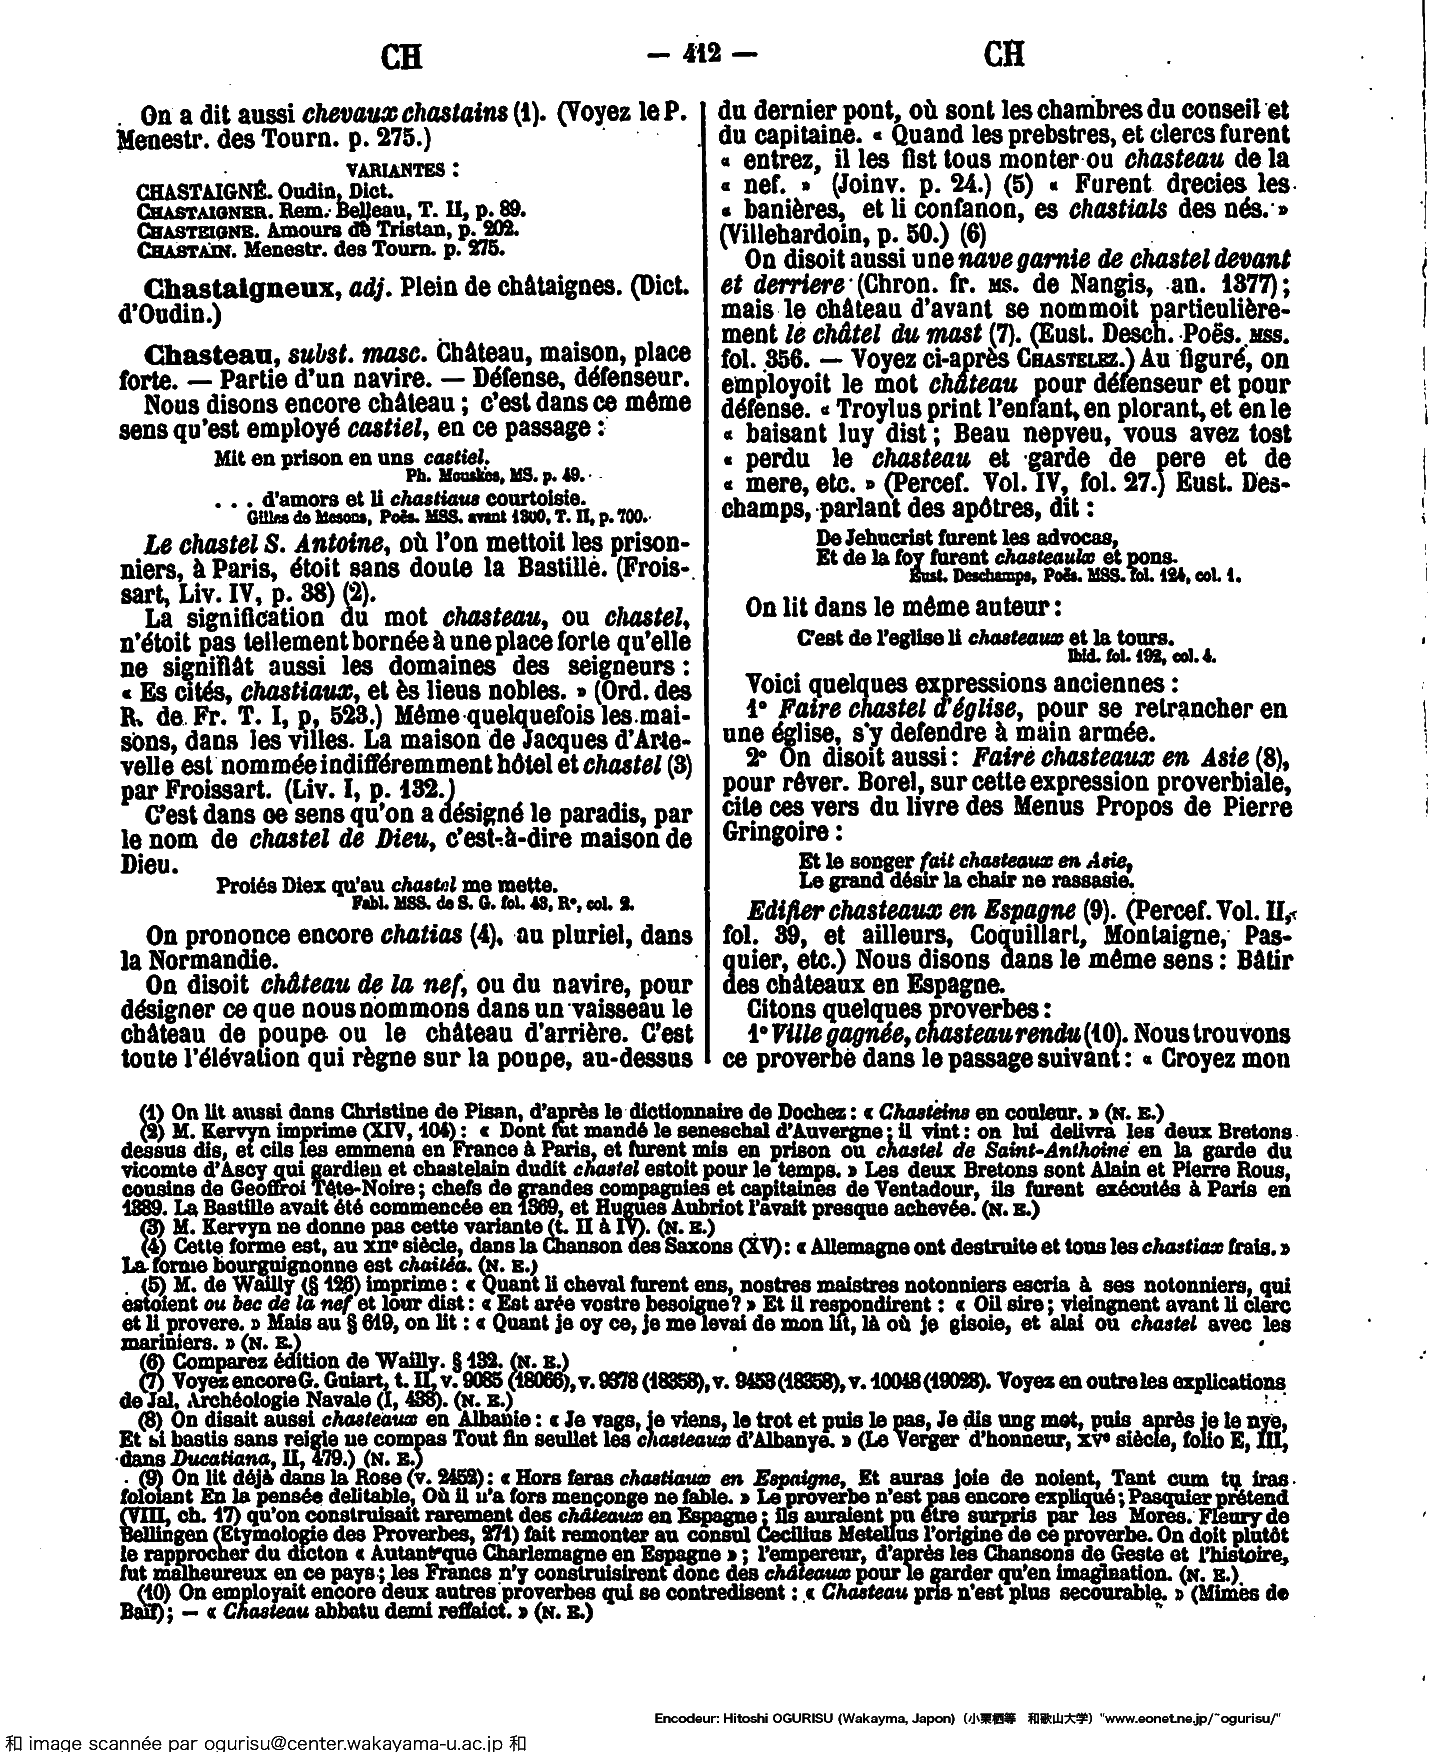 CH
— 412 —
CH
On a dit aussi chevaux chastains (1). (Voyez le P.
Menestr. des Tourn. p. 275.)
VARIANTES :
CHASTAIGNÉ. Oudin, Dict.
CHASTAIGNER. Rem. Belleau, T. II, p. 89.
CHASTEIGNE. Amours de Tristan, p. 202.
CHASTAIN. Menestr. des Tourn. p. 275.
Chastaigneux, adj. Plein de châtaignes. (Dict.
d'Oudin.)
Chasteau, subst. masc. Château, maison, place
forte. — Partie d'un navire. — Défense, défenseur.
Nous disons encore château ; c'est dans ce même
sens qu'est employé castiel, en ce passage :
Mit en prison en uns castiel.
Ph. Mouskes, MS. p. 49.
. . . d'amors et li chastiaus courtoisie.
Gilles de Mesons, Poës. MSS. avant 1300, T. II, p. 700.
Le chastel S. Antoine, où l'on mettoit les prison-
niers, à Paris, étoit sans doute la Bastille. (Frois-
sart, Liv. IV, p. 38) (2).
La signification du mot chasteau, ou chastel,
n'étoit pas tellement bornée à une place forte qu'elle
ne signifiât aussi les domaines des seigneurs :
« Es cités, chastiaux, et ès lieus nobles. » (Ord. des
R. de Fr. T. I, p, 523.) Même quelquefois les mai-
sons, dans les villes. La maison de Jacques d'Arte-
velle est nommée indifféremment hôtel et chastel (3)
par Froissart. (Liv. I, p. 132.)
C'est dans ce sens qu'on a désigné le paradis, par
le nom de chastel de Dieu, c'est-à-dire maison de
Dieu.
Proiés Diex qu'au chastel me mette.
Fabl. MSS. de S. G. fol. 43, R°, col. 2.
On prononce encore chatias (4), au pluriel, dans
la Normandie.
On disoit château de la nef, ou du navire, pour
désigner ce que nous nommons dans un vaisseau le
château de poupe ou le château d'arrière. C'est
toute l'élévation qui règne sur la poupe, au-dessus
du dernier pont, où sont les chambres du conseil et
du capitaine. « Quand les prebstres, et clercs furent
« entrez, il les fist tous monter ou chasteau de la
« nef. » (Joinv. p. 24.) (5) « Furent drecies les
« banières, et li confanon, es chastials des nés. »
(Villehardoin, p. 50.) (6)
On disoit aussi une nave garnie de chastel devant
et derriere (Chron. fr. MS. de Nangis, an. 1377) ;
mais le château d'avant se nommoit particulière-
ment le châtel du mast (7). (Eust. Desch. Poës. MSS.
fol. 356. — Voyez ci-après CHASTELEZ.) Au figuré, on
employoit le mot château pour défenseur et pour
défense. « Troylus print l'enfant, en plorant, et en le
« baisant luy dist ; Beau nepveu, vous avez tost
« perdu le chasteau et garde de pere et de
« mere, etc. » (Percef. Vol. IV, fol. 27.) Eust. Des-
champs, parlant des apôtres, dit :
De Jehucrist furent les advocas,
Et de la foy furent chasteaulx et pons.
Eust. Deschamps, Poës. MSS. fol. 124, col. 1.
On lit dans le même auteur :
C'est de l'eglise li chasteaux et la tours.
Ibid. fol. 192, col. 4.
Voici quelques expressions anciennes :
1° Faire chastel d'église, pour se retrancher en
une église, s'y defendre à main armée.
2° On disoit aussi : Faire chasteaux en Asie (8),
pour rêver. Borel, sur cette expression proverbiale,
cite ces vers du livre des Menus Propos de Pierre
Gringoire :
Et le songer fait chasteaux en Asie,
Le grand désir la chair ne rassasie.
Edifier chasteaux en Espagne (9). (Percef. Vol. II,
fol. 39, et ailleurs, Coquillart, Montaigne, Pas-
quier, etc.) Nous disons dans le même sens : Bâtir
des châteaux en Espagne.
Citons quelques proverbes :
1° Ville gagnée, chasteau rendu (10). Nous trouvons
ce proverbe dans le passage suivant : « Croyez mon
(1) On lit aussi dans Christine de Pisan, d'après le dictionnaire de Dochez : « Chasteins en couleur. » (N. E.)
(2) M. Kervyn imprime (XIV, 104) : « Dont fut mandé le seneschal d'Auvergne ; il vint : on lui delivra les deux Bretons
dessus dis, et cils les emmena en France à Paris, et furent mis en prison ou chastel de Saint-Anthoine en la garde du
vicomte d'Ascy qui gardien et chastelain dudit chastel estoit pour le temps. » Les deux Bretons sont Alain et Pierre Rous,
cousins de Geoffroi Tête-Noire ; chefs de grandes compagnies et capitaines de Ventadour, ils furent exécutés à Paris en
1389. La Bastille avait été commencée en 1369, et Hugues Aubriot l'avait presque achevée. (N. E.)
(3) M. Kervyn ne donne pas cette variante (t. II à IV). (N. E.)
(4) Cette forme est, au XIIe siècle, dans la Chanson des Saxons (XV) : « Allemagne ont destruite et tous les chastiax frais. »
La forme bourguignonne est chaitéa. (N. E.)
(5) M. de Wailly (§ 126) imprime : « Quant li cheval furent ens, nostres maistres notonniers escria à ses notonniers, qui
estoient ou bec de la nef et lour dist : « Est arée vostre besoigne ? » Et il respondirent : « Oil sire ; vieingnent avant li clerc
et li provere. » Mais au § 619, on lit : « Quant je oy ce, je me levai de mon lit, là où je gisoie, et alai ou chastel avec les
mariniers. » (N. E.)
(6) Comparez édition de Wailly. § 132. (N. E.)
(7) Voyez encore G. Guiart, t. II, v. 9085 (18066), v. 9378 (18358), v. 9453 (18358), v. 10048 (19028). Voyez en outre les explications
de Jal, Archéologie Navale (I, 438). (N. E.)
(8) On disait aussi chasteaux en Albanie : « Je vags, je viens, le trot et puis le pas, Je dis ung mot, puis après je le nye,
Et si bastis sans reigle ne compas Tout fin seullet les chasteaux d'Albanye. » (Le Verger d'honneur, XVe siècle, folio E, III,
dans Ducatiana, II, 479.) (N. E.)
(9) On lit déjà dans la Rose (v. 2452) : « Hors feras chastiaux en Espaigne, Et auras joie de noient, Tant cum tu iras
foloiant En la pensée delitable, Où il n'a fors mençonge ne fable. » Le proverbe n'est pas encore expliqué ; Pasquier prétend
(VIII, ch. 17) qu'on construisait rarement des châteaux en Espagne ; ils auraient pu être surpris par les Mores. Fleury de
Bellingen (Etymologie des Proverbes, 271) fait remonter au consul Cecilius Metellus l'origine de ce proverbe. On doit plutôt
le rapprocher du dicton « Autant que Charlemagne en Espagne » ; l'empereur, d'après les Chansons de Geste et l'histoire,
fut malheureux en ce pays ; les Francs n'y construisirent donc des châteaux pour le garder qu'en imagination. (N. E.)
(10) On employait encore deux autres proverbes qui se contredisent : « Chasteau pris n'est plus secourable. » (Mimes de
Baïf) ; — « Chasteau abbatu demi reffaict. » (N. E.)
Encodeur: Hitoshi OGURISU (Wakayma, Japon) (小栗栖等 和歌山大学) "www.eonet.ne.jp/~ogurisu/"
和 image scannée par ogurisu@center.wakayama-u.ac.jp 和